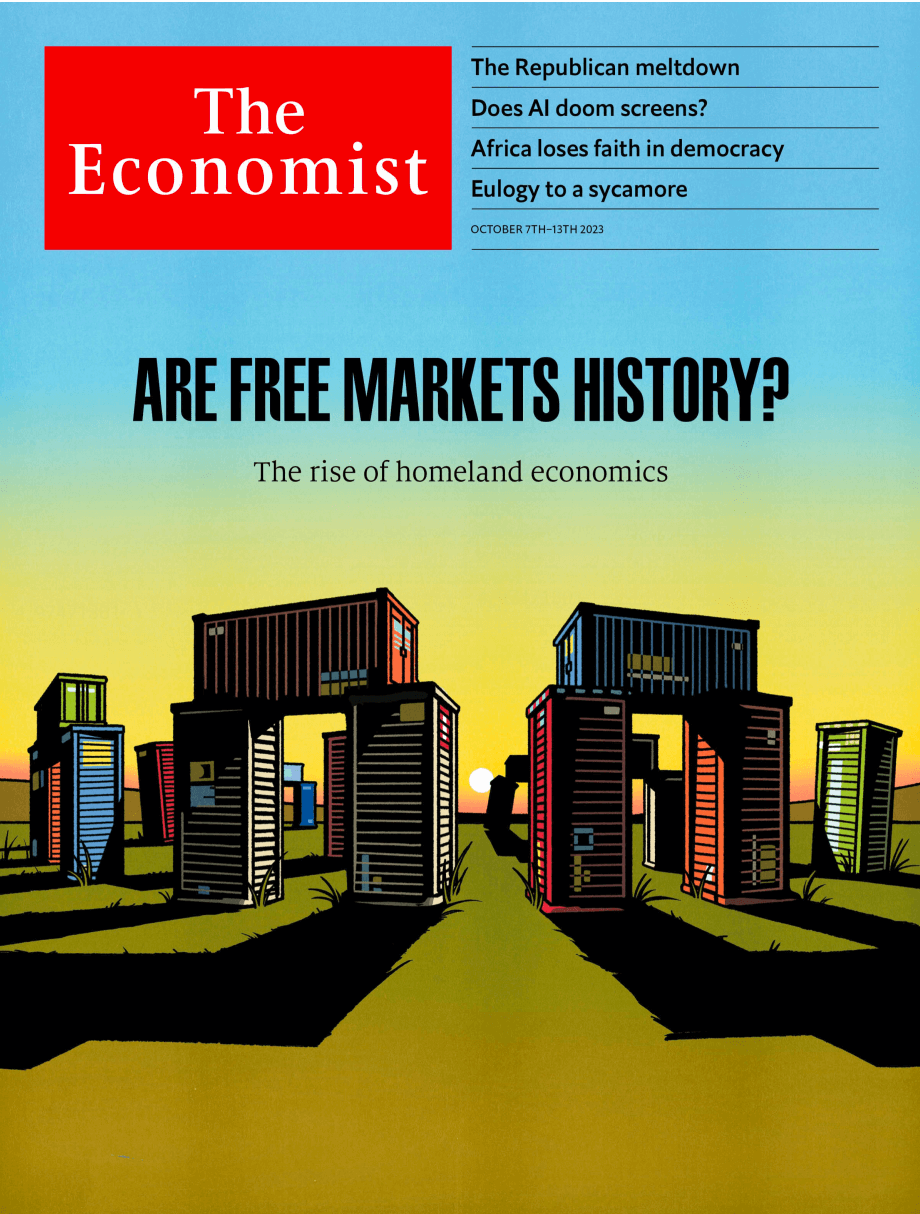 The
Economist
The Republican meltdown
Does AI doom screens?
Africa loses faith in democracy
Eulogy to a sycamore
OCTOBER 7TH–13TH 2023
ARE FREE MARKETS HISTORY?
The rise of homeland economics